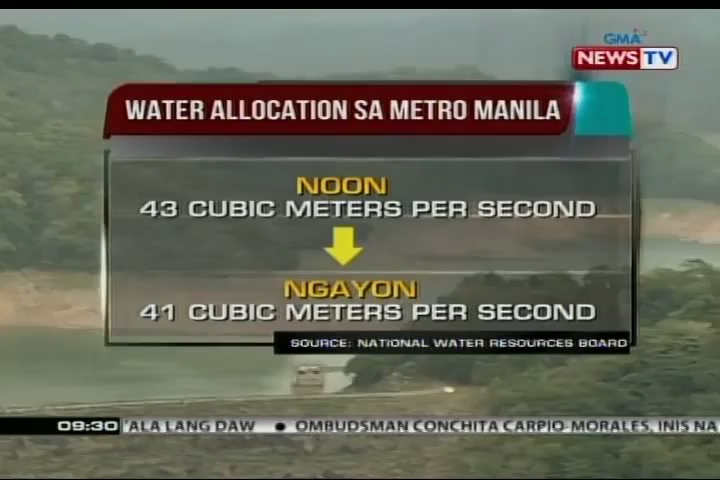 GMA
NEWS TV
WATER ALLOCATION SA METRO MANILA
NOON
43 CUBIC METERS PER SECOND
NGAYON
41 CUBIC METERS PER SECOND
SOURCE: NATIONAL WATER RESOURCES BOARD
09:30 'ALA LANG DAW ● OMBUDSMAN CONCHITA CARPIO-MORALES, INIS NA